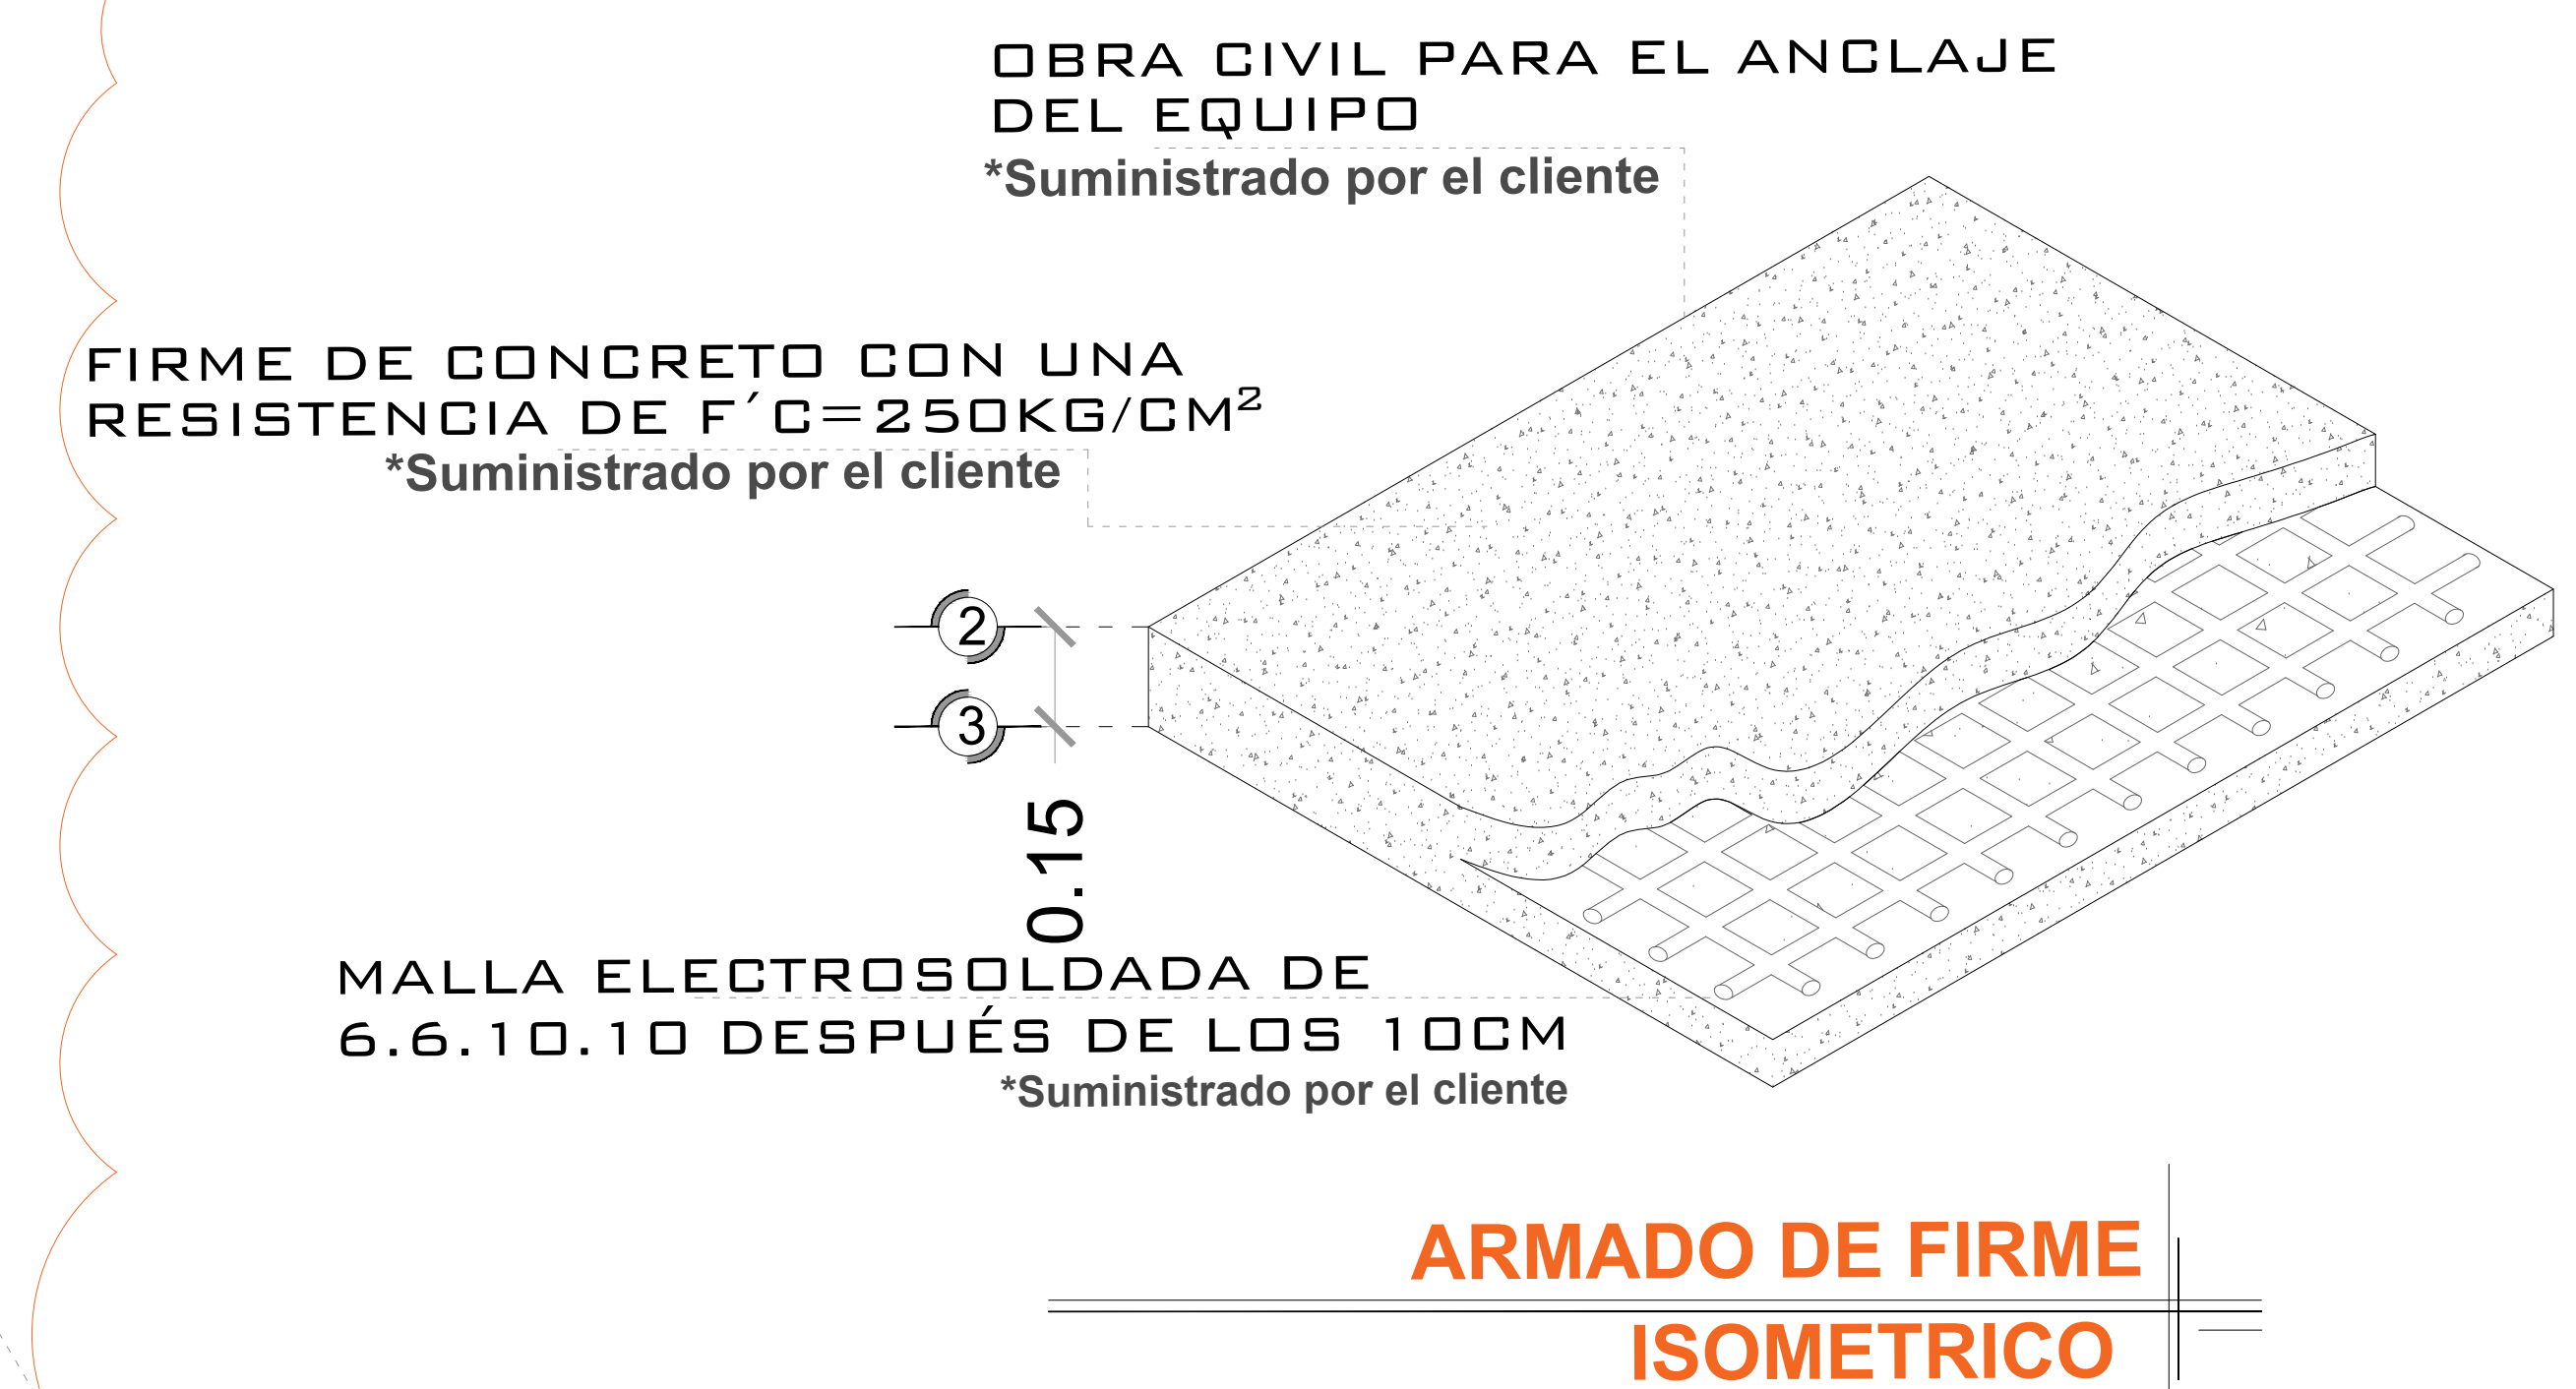 OBRA CIVIL PARA EL ANCLAJE
DEL EQUIPO
*Suministrado por el cliente
FIRME DE CONCRETO CON UNA
RESISTENCIA DE F´C=250KG/CM²
*Suministrado por el cliente
2
3
0.15
MALLA ELECTROSOLDADA DE
6.6.10.10 DESPUÉS DE LOS 10CM
*Suministrado por el cliente
ARMADO DE FIRME
ISOMETRICO